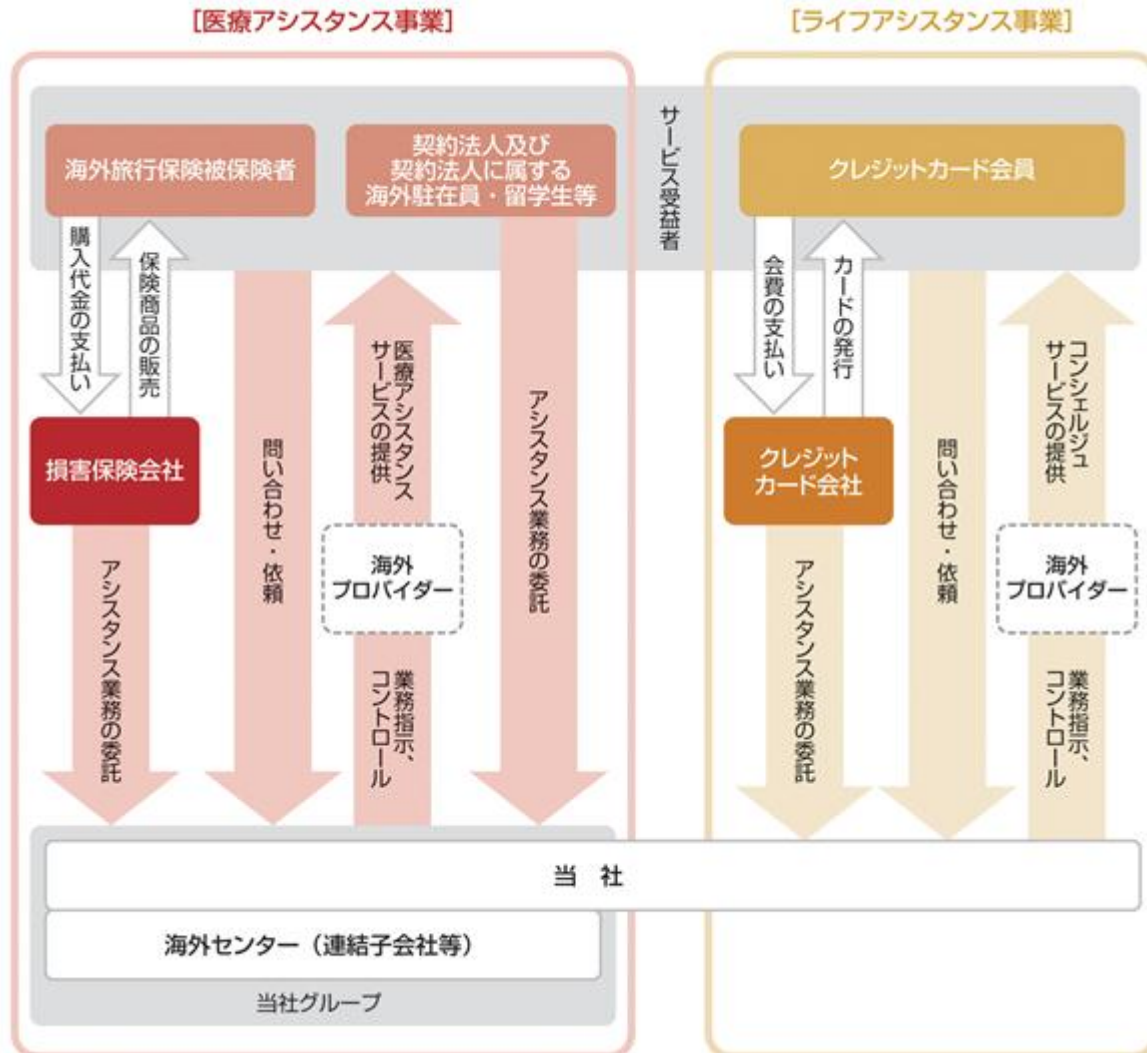 [医療アシスタンス事業]
[ライフアシスタンス事業]
サービス受益者
海外旅行保険被保険者
契約法人及び
契約法人に属する
海外駐在員・留学生等
クレジットカード会員
購入代金の支払い
保険商品の販売
会費の支払い
カードの発行
損害保険会社
問い合わせ・依頼
医療アシスタンス
サービスの提供
アシスタンス業務の委託
クレジット
カード会社
問い合わせ・依頼
コンシェルジュ
サービスの提供
海外
プロバイダー
海外
プロバイダー
アシスタンス業務の委託
業務指示、
コントロール
アシスタンス業務の委託
業務指示、
コントロール
当 社
海外センター（連結子会社等）
当社グループ